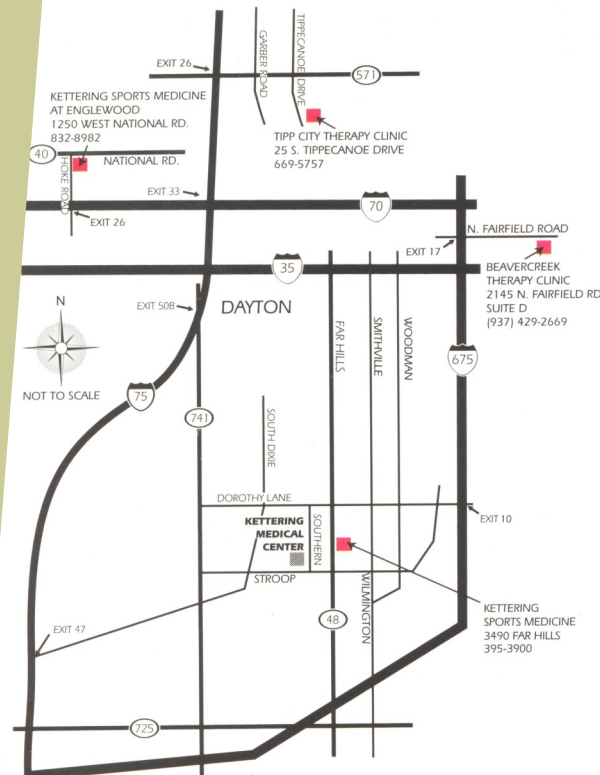 EXIT 26
GARBER ROAD
TIPPECANOE DRIVE
571
KETTERING SPORTS MEDICINE
AT ENGLEWOOD
1250 WEST NATIONAL RD.
832-8982
TIPP CITY THERAPY CLINIC
25 S. TIPPECANOE DRIVE
669-5757
40
NATIONAL RD.
HOKE ROAD
EXIT 26
EXIT 33
70
N. FAIRFIELD ROAD
EXIT 17
35
BEAVERCREEK
THERAPY CLINIC
2145 N. FAIRFIELD RD
SUITE D
(937) 429-2669
N
NOT TO SCALE
EXIT 50B
DAYTON
FAR HILLS
SMITHVILLE
WOODMAN
675
75
741
SOUTH DIXIE
DOROTHY LANE
EXIT 10
KETTERING
MEDICAL
CENTER
SOUTHERN
STROOP
WILMINGTON
48
KETTERING
SPORTS MEDICINE
3490 FAR HILLS
395-3900
EXIT 47
725